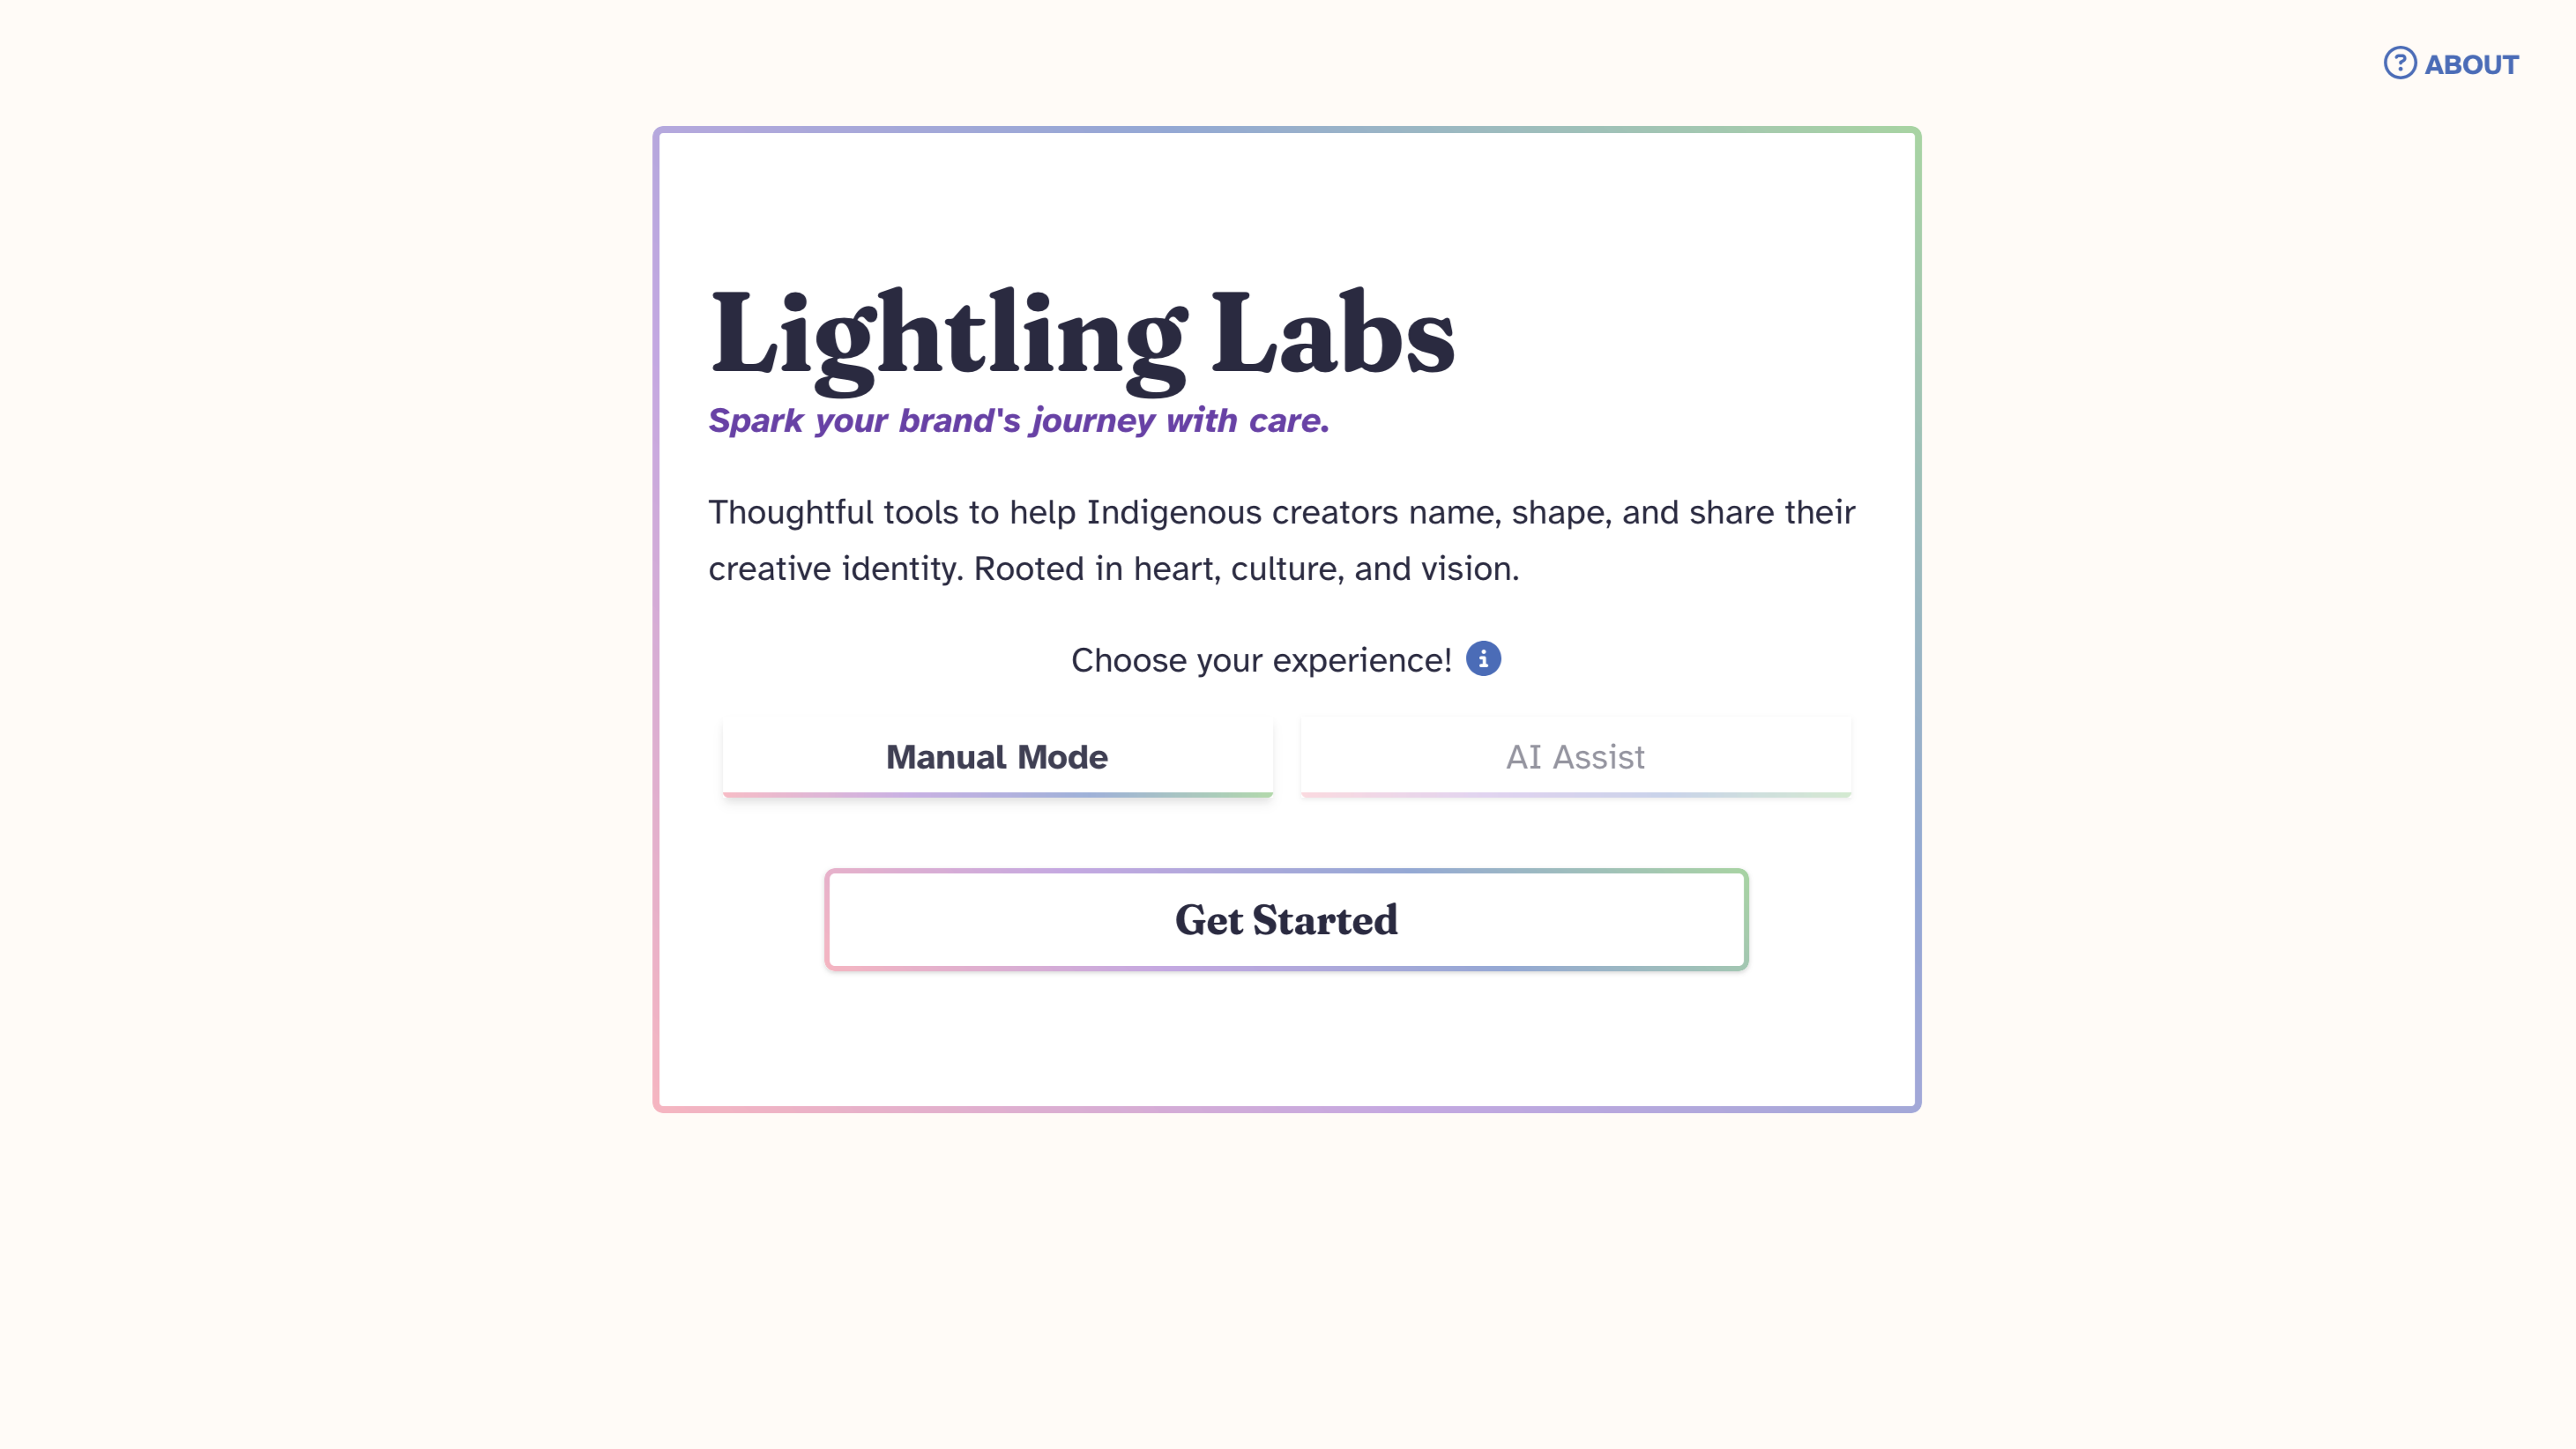 ABOUT
Lightling Labs
Spark your brand's journey with care.
Thoughtful tools to help Indigenous creators name, shape, and share their
creative identity. Rooted in heart, culture, and vision.
Choose your experience!
Manual Mode
AI Assist
Get Started